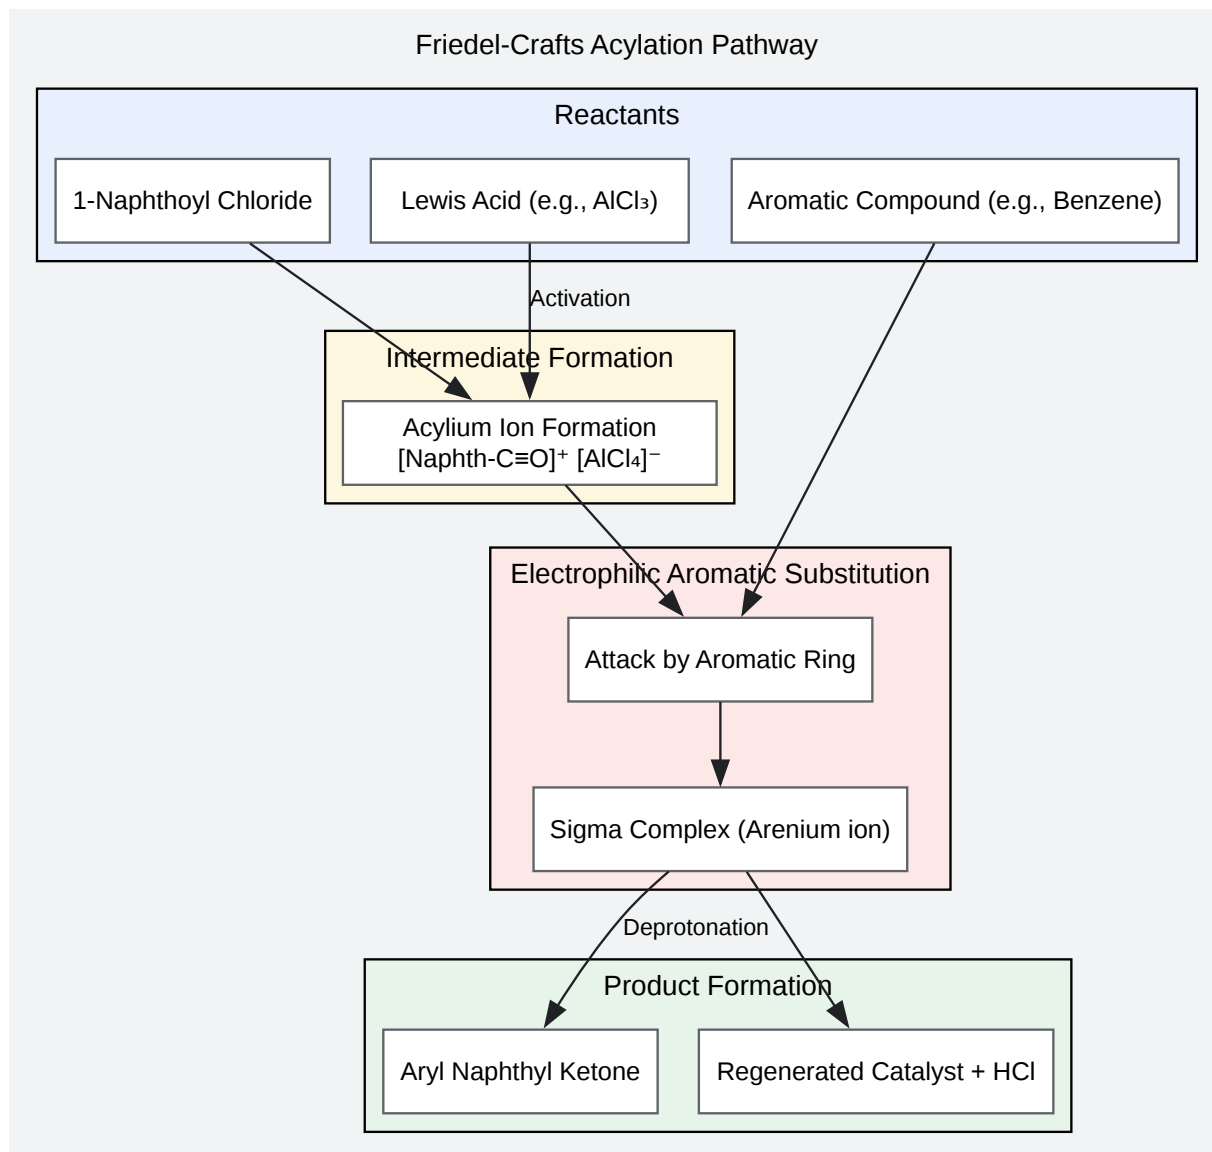 Friedel-Crafts Acylation Pathway
Reactants
1-Naphthoyl Chloride
Lewis Acid (e.g., AlCl₃)
Aromatic Compound (e.g., Benzene)
Activation
Intermediate Formation
Acylium Ion Formation
[Naphth-C≡O]⁺ [AlCl₄]⁻
Electrophilic Aromatic Substitution
Attack by Aromatic Ring
Sigma Complex (Arenium ion)
Deprotonation
Product Formation
Aryl Naphthyl Ketone
Regenerated Catalyst + HCl